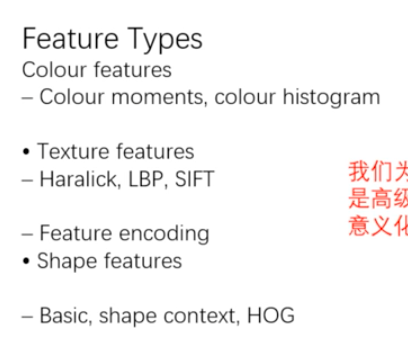 Feature Types
Colour features
– Colour moments, colour histogram
• Texture features
– Haralick, LBP, SIFT
我们为
是高级
意义化
– Feature encoding
• Shape features
– Basic, shape context, HOG